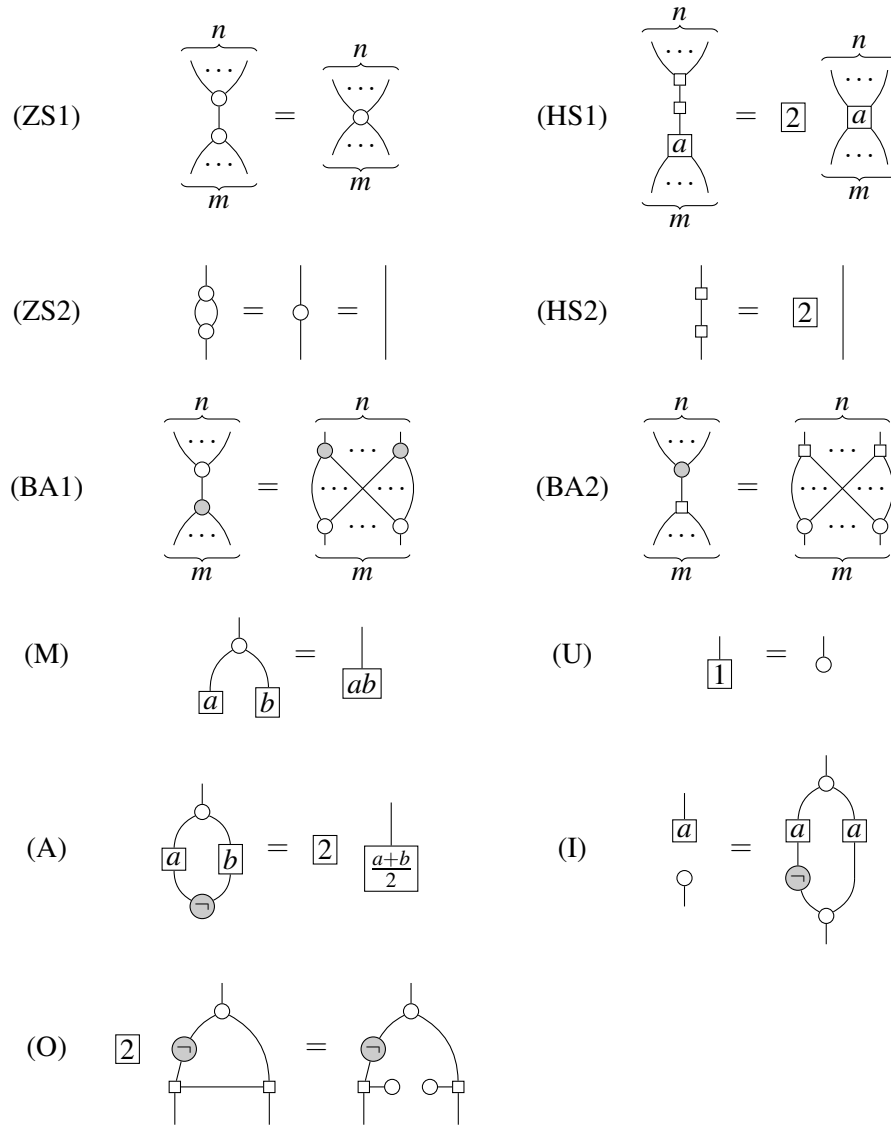 n n
(ZS1) ··· ··· m = ··· ··· m (HS1) ··· a ··· m = 2 n ··· a ··· m
(ZS2) = = (HS2) = 2
n n n n
(BA1) ··· ··· = ··· ··· ··· ··· (BA2) ··· ··· = ··· ··· ··· ···
m m m m
(M) a b = ab (U) 1 =
(A) a b ¬ = 2 a+b/2 (I) a = a a ¬
(O) 2 ¬ = ¬